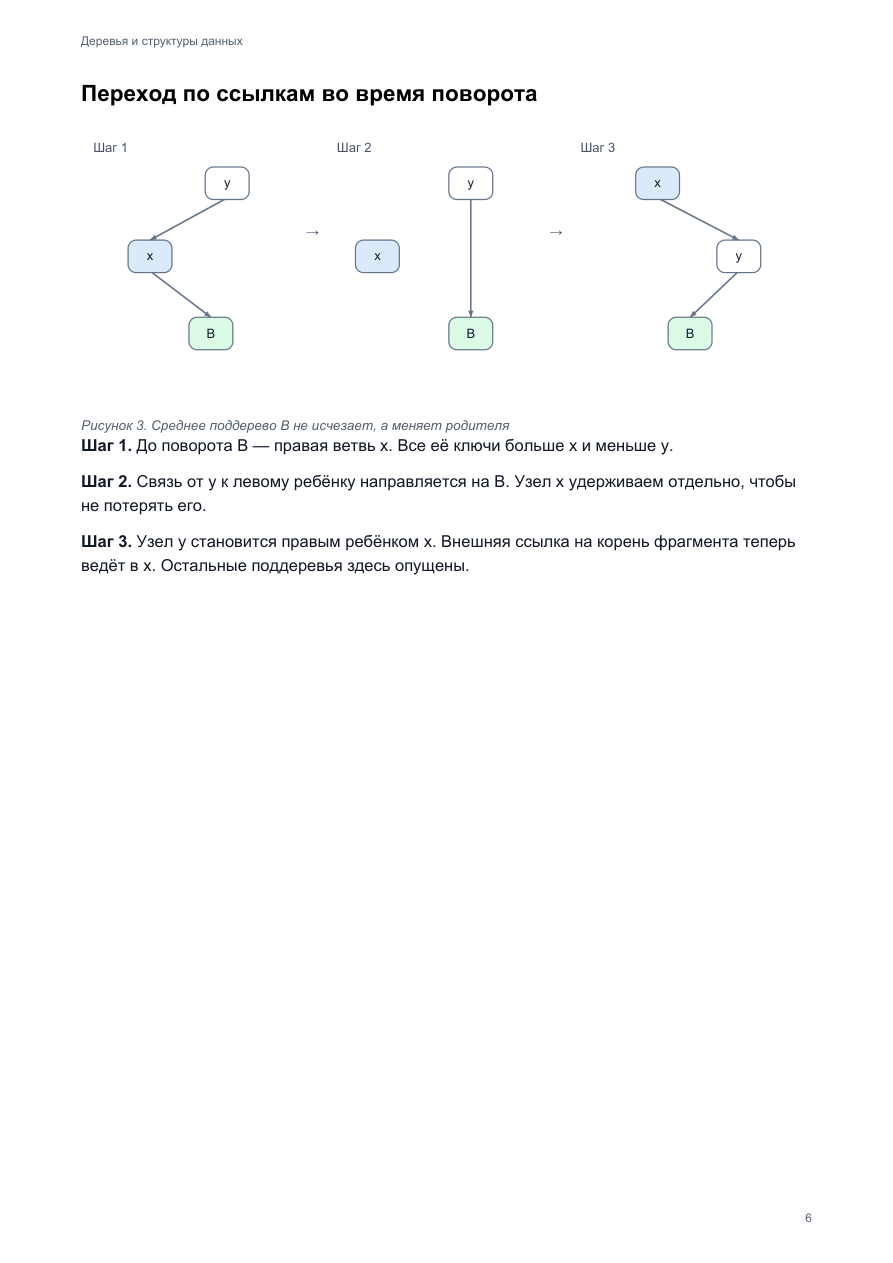 Деревья и структуры данных
Переход по ссылкам во время поворота
Шаг 1
Шаг 2
Шаг 3
y
x
B
→
y
x
B
→
x
y
B
Рисунок 3. Среднее поддерево B не исчезает, а меняет родителя
Шаг 1. До поворота B — правая ветвь x. Все её ключи больше x и меньше y.
Шаг 2. Связь от y к левому ребёнку направляется на B. Узел x удерживаем отдельно, чтобы
не потерять его.
Шаг 3. Узел y становится правым ребёнком x. Внешняя ссылка на корень фрагмента теперь
ведёт в x. Остальные поддеревья здесь опущены.
6